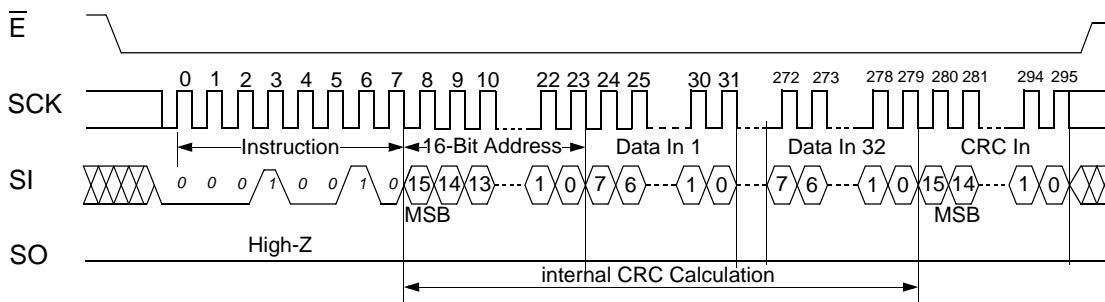 E
SCK 0 1 2 3 4 5 6 7 8 9 10 22 23 24 25 30 31 272 273 278 279 280 281 294 295
Instruction 16-Bit Address Data In 1 Data In 32 CRC In
SI 0 0 0 1 0 0 1 0 15 14 13 1 0 7 6 1 0 7 6 1 0 15 14 1 0
MSB MSB
SO High-Z
internal CRC Calculation